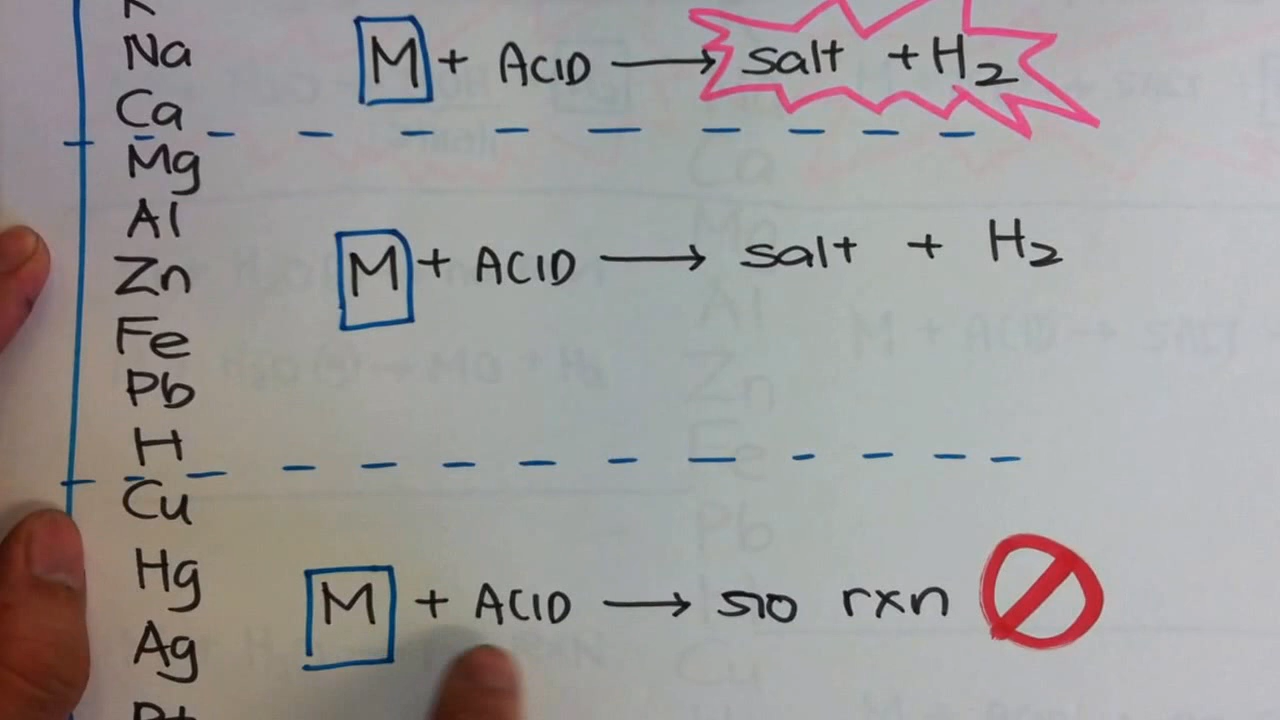 Na
Ca
Mg
Al
Zn
Fe
Pb
H
Cu
Hg
Ag
M + ACID → salt + H₂
M + ACID → salt + H₂
M + ACID → no rxn